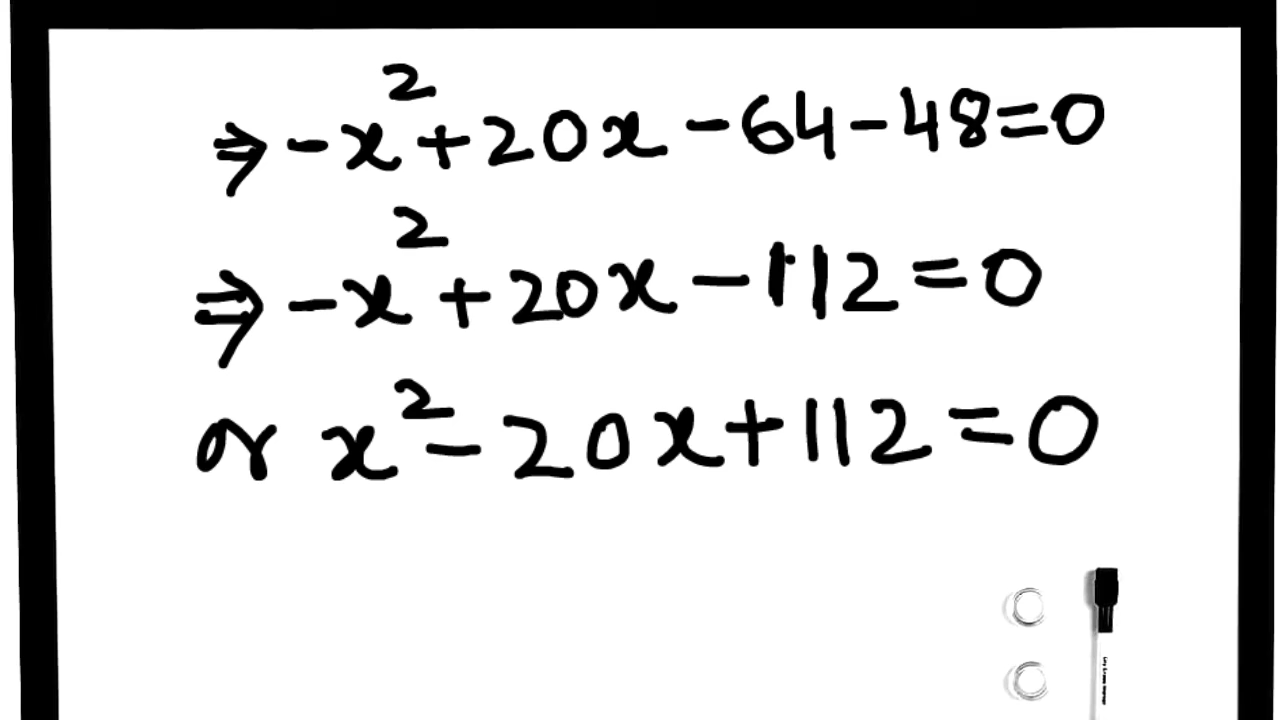 ⇒ -x² + 20x - 64 - 48 = 0
⇒ -x² + 20x - 112 = 0
or x² - 20x + 112 = 0